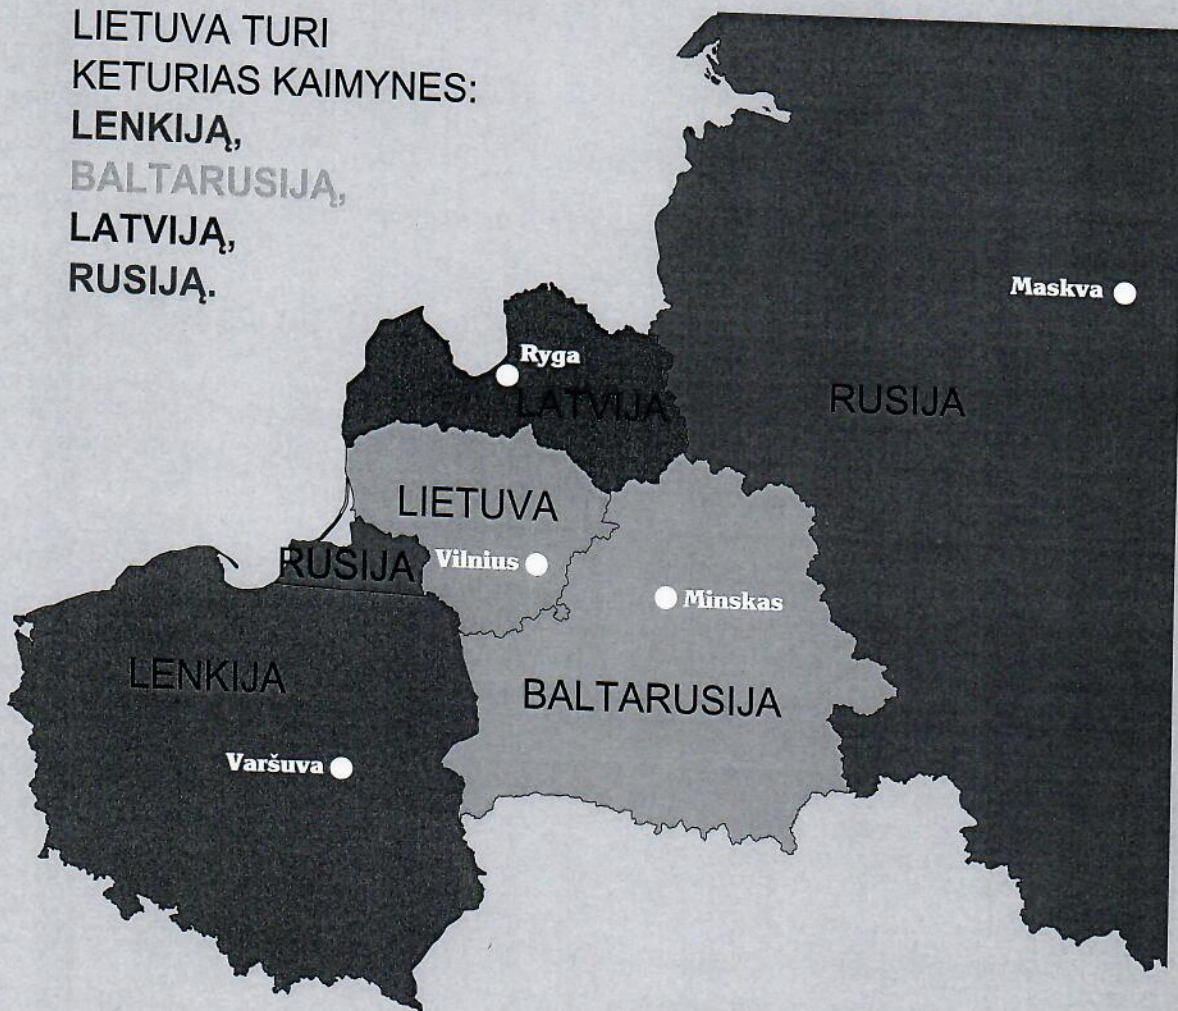 LIETUVA TURI
KETURIAS KAIMYNES:
LENKIJĄ,
BALTARUSIJĄ,
LATVIJĄ,
RUSIJĄ.
Maskva
Ryga
LATVIJA
RUSIJA
LIETUVA
RUSIJA
Vilnius
Minskas
LENKIJA
BALTARUSIJA
Varšuva